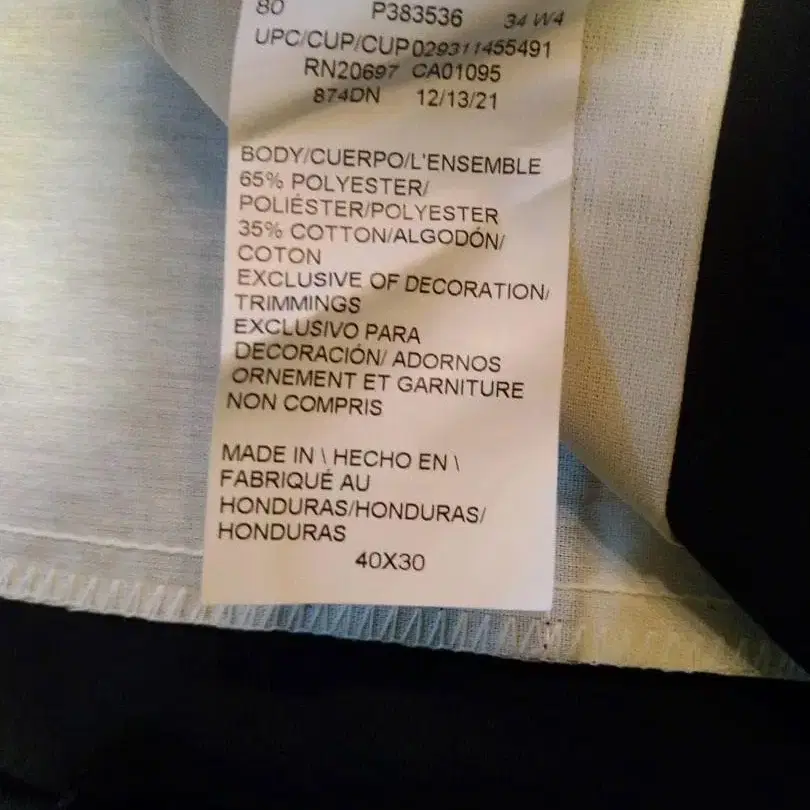 80 P383536 34 W4
UPC/CUP/CUP 029311455491
RN20697 CA01095
874DN 12/13/21
BODY/CUERPO/L'ENSEMBLE
65% POLYESTER/
POLIÉSTER/POLYESTER
35% COTTON/ALGODÓN/
COTON
EXCLUSIVE OF DECORATION/
TRIMMINGS
EXCLUSIVO PARA
DECORACIÓN/ ADORNOS
ORNEMENT ET GARNITURE
NON COMPRIS
MADE IN \ HECHO EN \
FABRIQUÉ AU
HONDURAS/HONDURAS/
HONDURAS
40X30